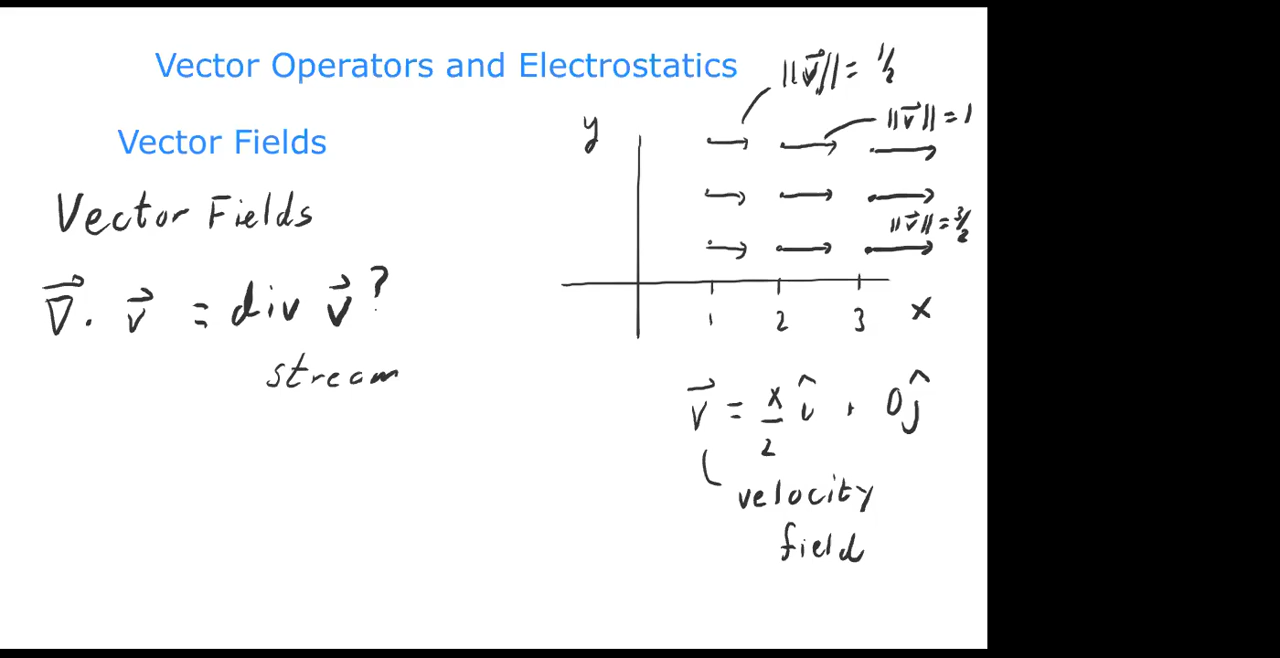 Vector Operators and Electrostatics
Vector Fields
Vector Fields
∇⃗ · v⃗ = div v⃗ ?
stream
||v⃗|| = 1/2
||v⃗|| = 1
||v⃗|| = 3/2
y
1 2 3 x
v⃗ = x/2 î + 0ĵ
velocity
field